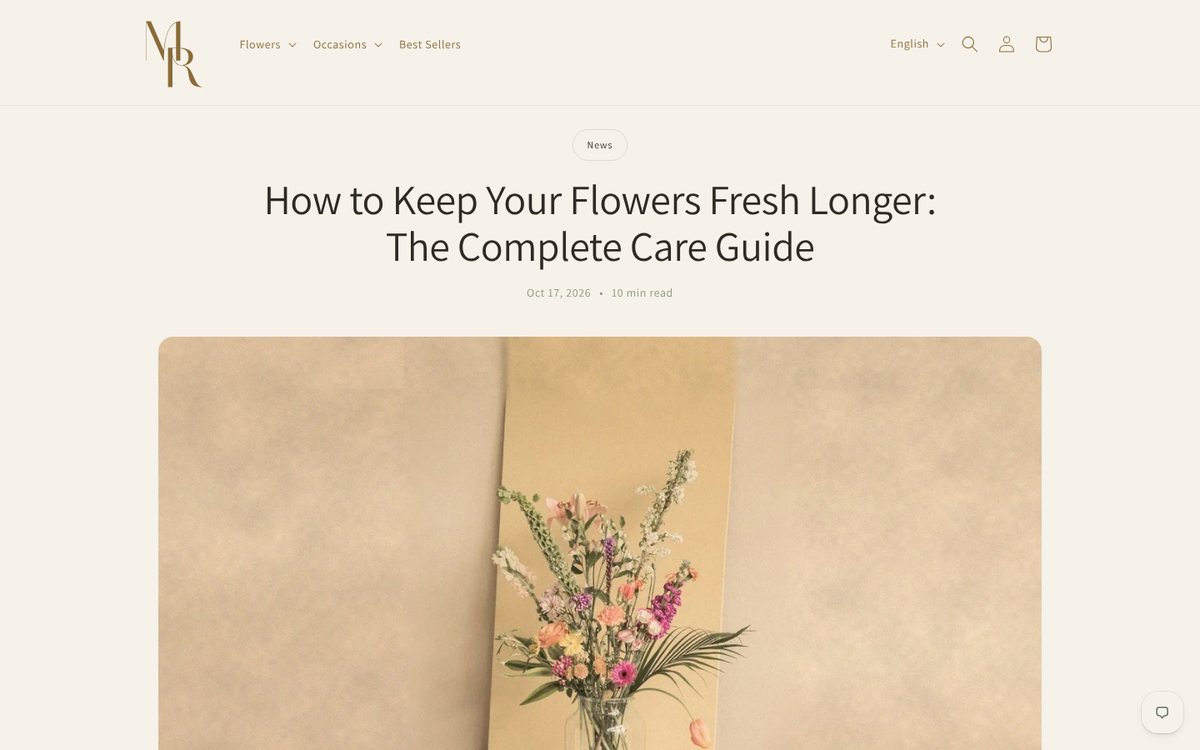 MR
Flowers
Occasions
Best Sellers
English
News
How to Keep Your Flowers Fresh Longer:
The Complete Care Guide
Oct 17, 2026 • 10 min read